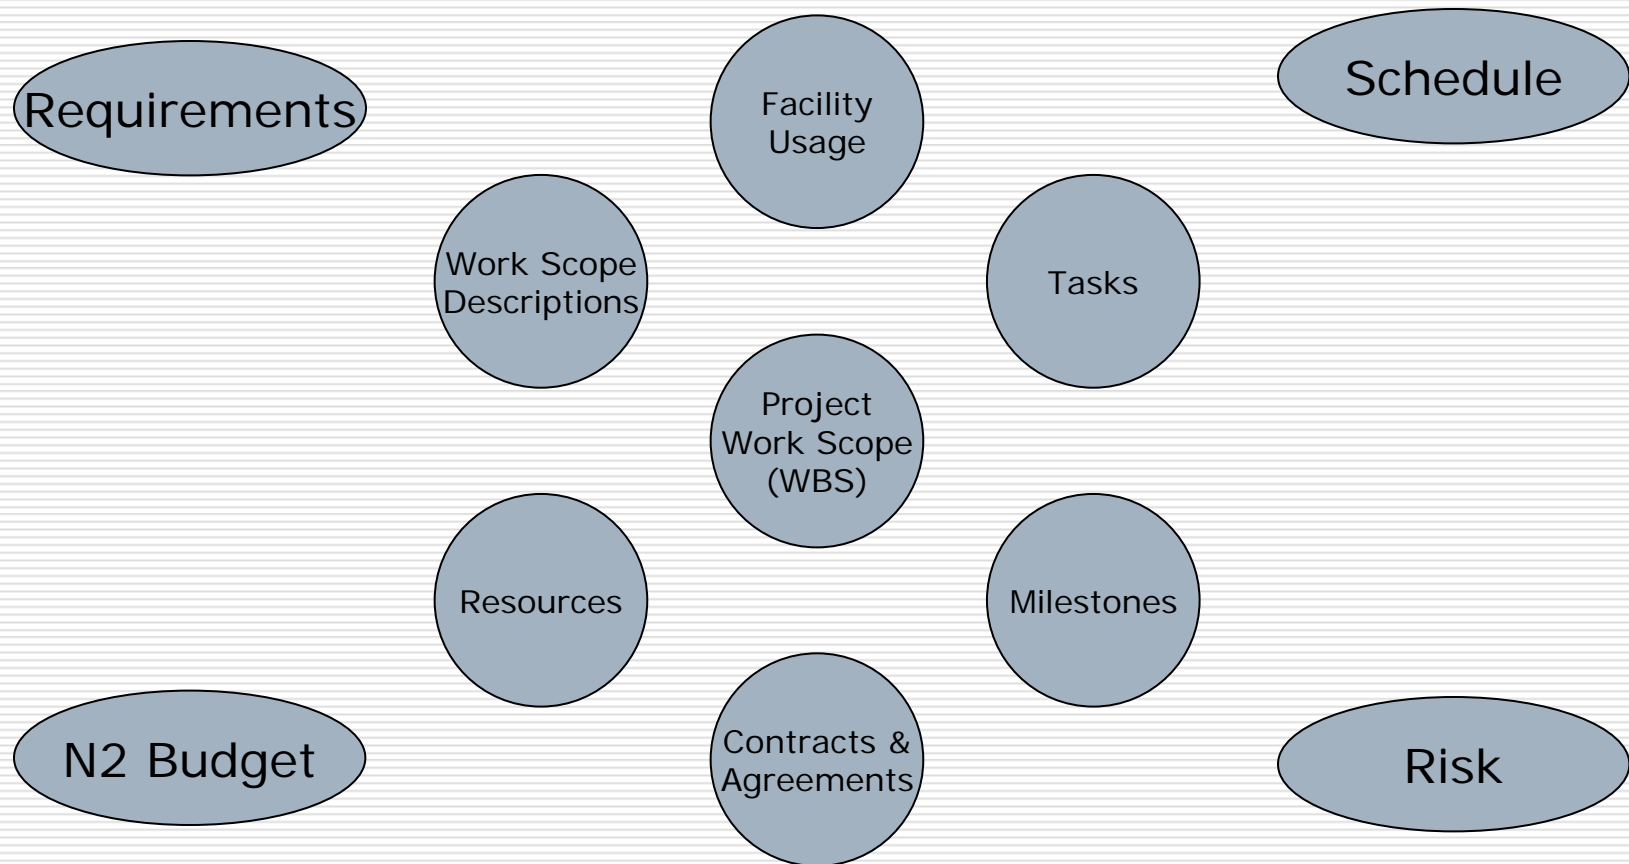 Requirements
Facility
Usage
Schedule
Work Scope
Descriptions
Tasks
Project
Work Scope
(WBS)
Resources
Milestones
N2 Budget
Contracts &
Agreements
Risk